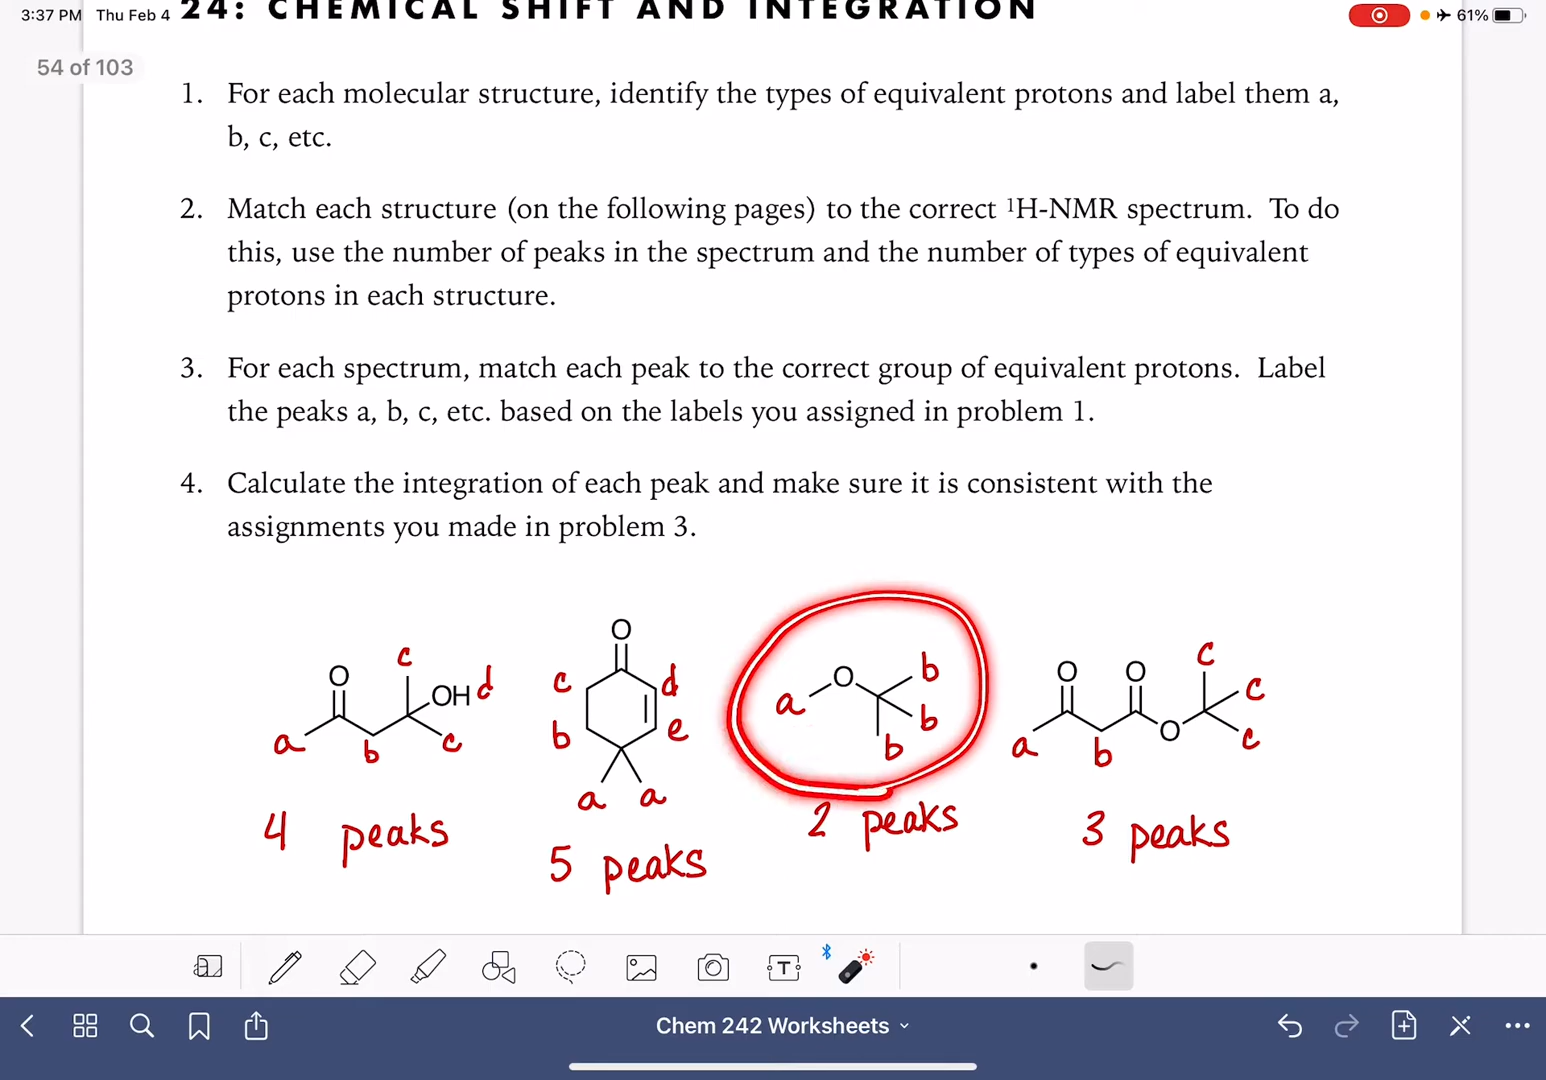 3:37 PM Thu Feb 4
61%
24: CHEMICAL SHIFT AND INTEGRATION
54 of 103
1. For each molecular structure, identify the types of equivalent protons and label them a,
b, c, etc.
2. Match each structure (on the following pages) to the correct ¹H-NMR spectrum. To do
this, use the number of peaks in the spectrum and the number of types of equivalent
protons in each structure.
3. For each spectrum, match each peak to the correct group of equivalent protons. Label
the peaks a, b, c, etc. based on the labels you assigned in problem 1.
4. Calculate the integration of each peak and make sure it is consistent with the
assignments you made in problem 3.
O c OH d
a b c
4 peaks
O
c d
b e
a a
5 peaks
a O b
b
b
2 peaks
O O c
c
a b O c
3 peaks
T
Chem 242 Worksheets